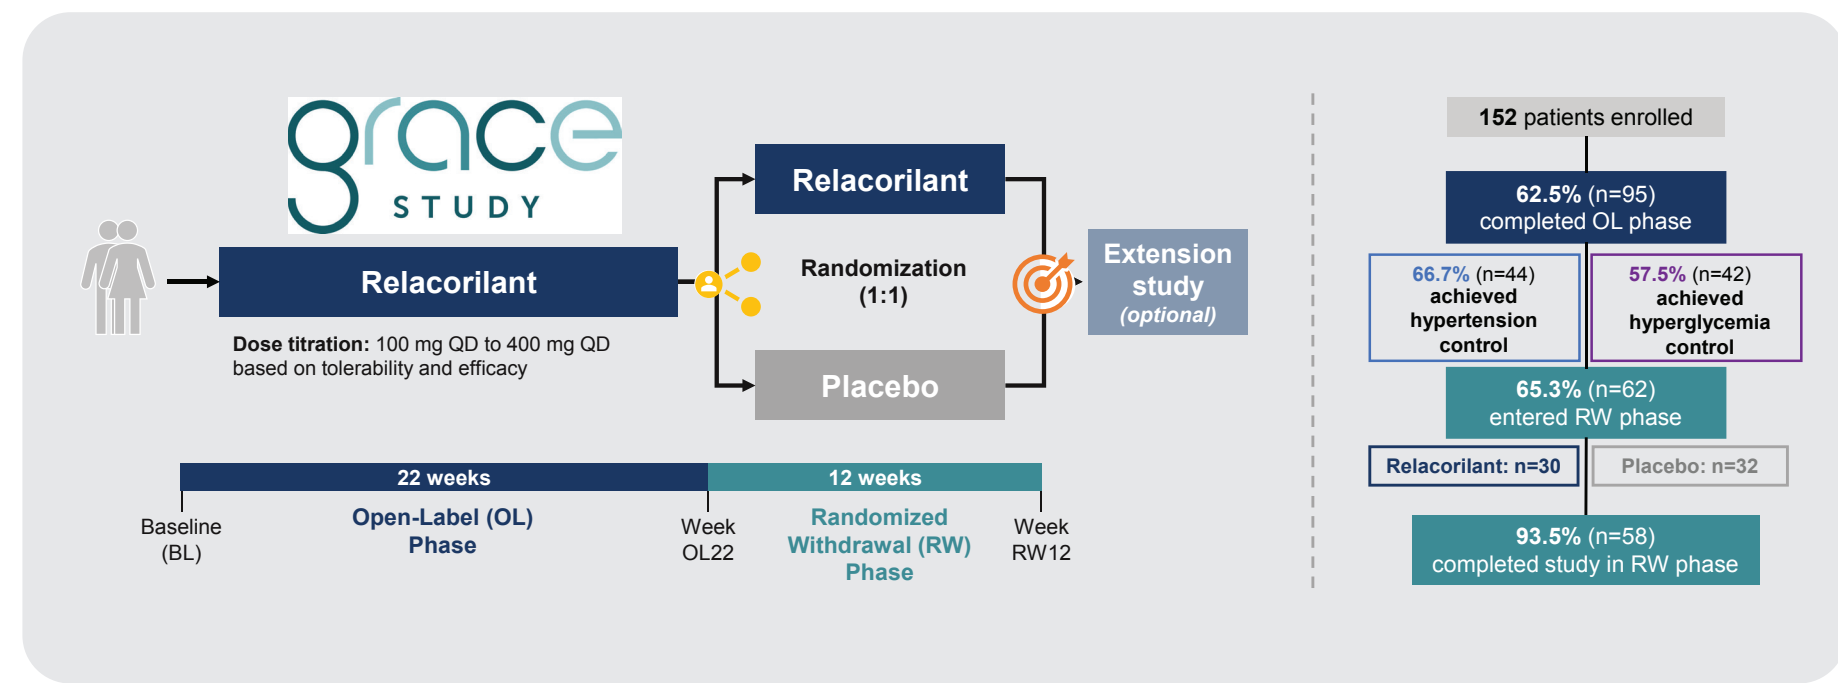 grace
STUDY
Relacorilant
Dose titration: 100 mg QD to 400 mg QD
based on tolerability and efficacy
Relacorilant
Randomization
(1:1)
Placebo
Extension
study
(optional)
22 weeks
12 weeks
Baseline
(BL)
Open-Label (OL)
Phase
Week
OL22
Randomized
Withdrawal (RW)
Phase
Week
RW12
152 patients enrolled
62.5% (n=95)
completed OL phase
66.7% (n=44)
achieved
hypertension
control
57.5% (n=42)
achieved
hyperglycemia
control
65.3% (n=62)
entered RW phase
Relacorilant: n=30
Placebo: n=32
93.5% (n=58)
completed study in RW phase